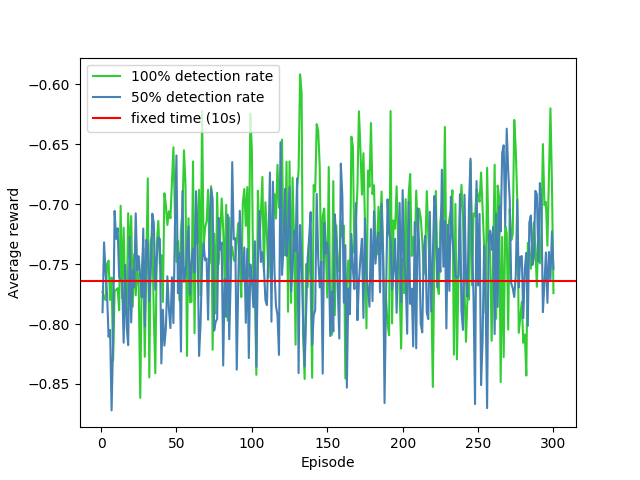 100% detection rate
50% detection rate
fixed time (10s)
−0.60
−0.65
−0.70
−0.75
−0.80
−0.85
Average reward
0
50
100
150
200
250
300
Episode